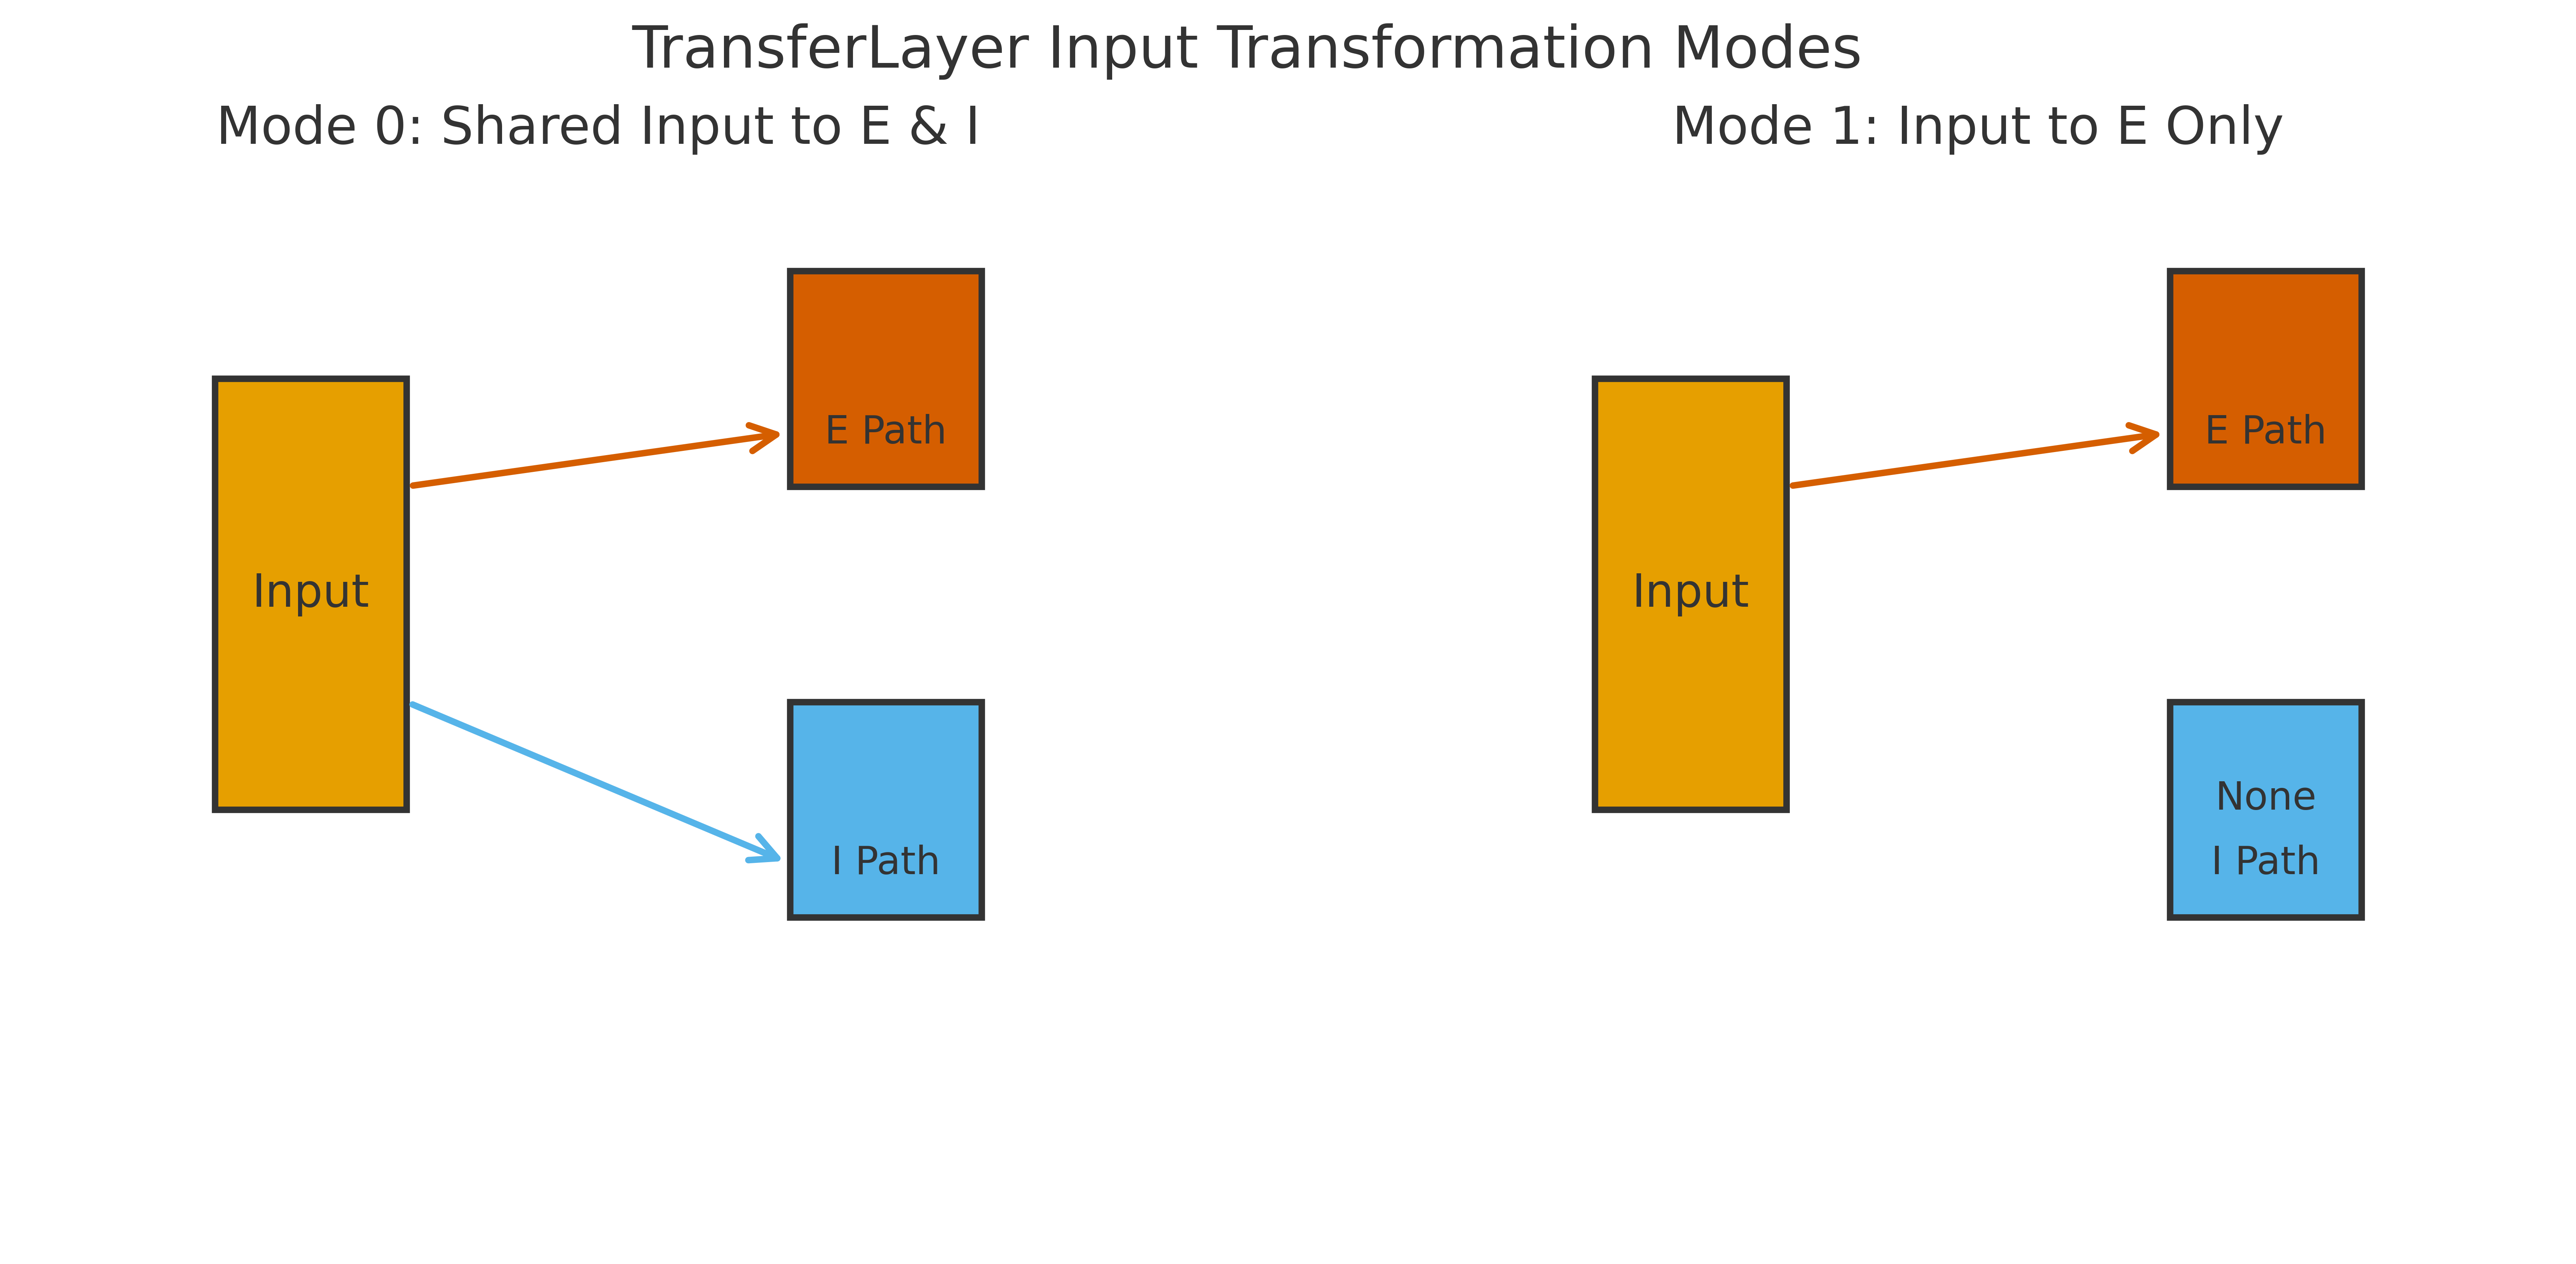 TransferLayer Input Transformation Modes
Mode 0: Shared Input to E & I
E Path
Input
I Path
Mode 1: Input to E Only
E Path
Input
None
I Path